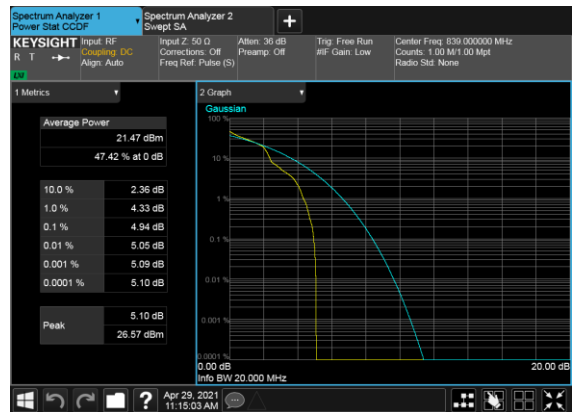 Spectrum Analyzer 1
Power Stat CCDF
Spectrum Analyzer 2
Swept SA
KEYSIGHT
R T
Input: RF
Coupling: DC
Align: Auto
Input Z: 50 Ω
Corrections: Off
Freq Ref: Pulse (S)
Atten: 36 dB
Preamp: Off
Trig: Free Run
#IF Gain: Low
Center Freq: 839.000000 MHz
Counts: 1.00 M/1.00 Mpt
Radio Std: None
1 Metrics
Average Power
21.47 dBm
47.42 % at 0 dB
10.0 % 2.36 dB
1.0 % 4.33 dB
0.1 % 4.94 dB
0.01 % 5.05 dB
0.001 % 5.09 dB
0.0001 % 5.10 dB
Peak
5.10 dB
26.57 dBm
2 Graph
Gaussian
100 %
10 %
1 %
0.1 %
0.01 %
0.001 %
0.0001 %
0.00 dB 20.00 dB
Info BW 20.000 MHz
?
Apr 29, 2021
11:15:03 AM